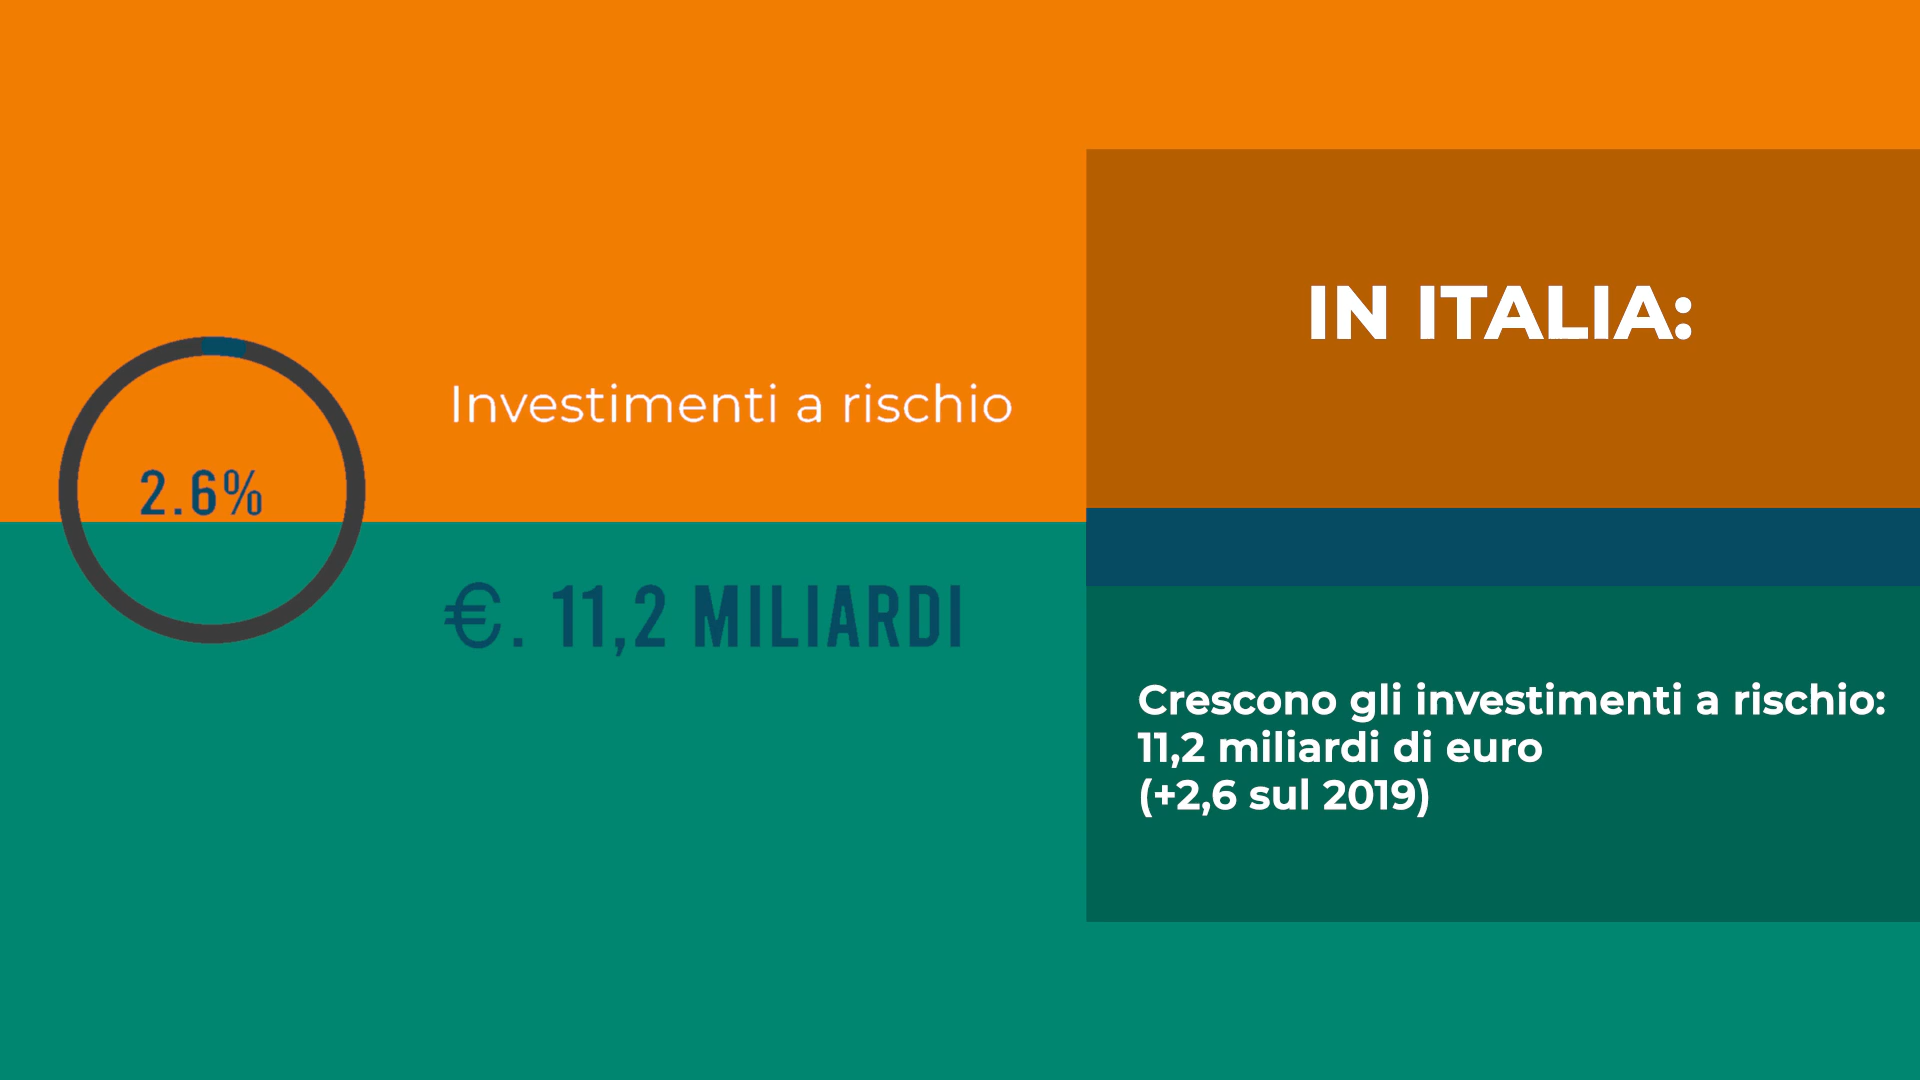 2.6%
Investimenti a rischio
€. 11,2 MILIARDI
IN ITALIA:
Crescono gli investimenti a rischio:
11,2 miliardi di euro
(+2,6 sul 2019)